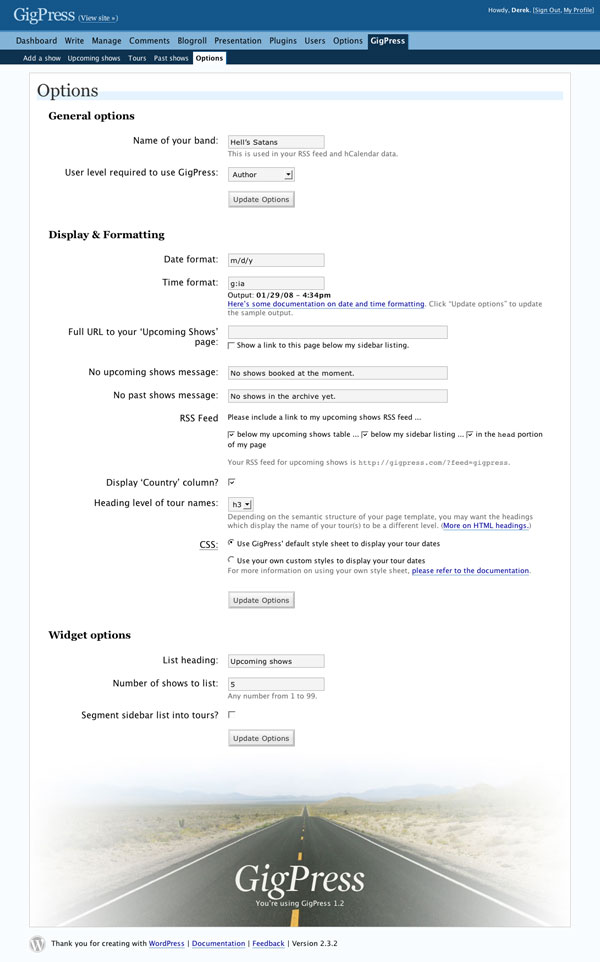 GigPress (View site »)
Howdy, Derek. [Sign Out, My Profile]
Dashboard Write Manage Comments Blogroll Presentation Plugins Users Options GigPress
Add a show Upcoming shows Tours Past shows Options
Options
General options
Name of your band: Hell's Satans
This is used in your RSS feed and hCalendar data.
User level required to use GigPress: Author
Update Options
Display & Formatting
Date format: m/d/y
Time format: g:ia
Output: 01/29/08 - 4:34pm
Here's some documentation on date and time formatting. Click "Update options" to update
the sample output.
Full URL to your 'Upcoming Shows'
page:
Show a link to this page below my sidebar listing.
No upcoming shows message: No shows booked at the moment.
No past shows message: No shows in the archive yet.
RSS Feed Please include a link to my upcoming shows RSS feed ...
below my upcoming shows table ... below my sidebar listing ... in the head portion
of my page
Your RSS feed for upcoming shows is http://gigpress.com/?feed=gigpress.
Display 'Country' column?
Heading level of tour names: h3
Depending on the semantic structure of your page template, you may want the headings
which display the name of your tour(s) to be a different level. (More on HTML headings.)
CSS: Use GigPress' default style sheet to display your tour dates
Use your own custom styles to display your tour dates
For more information on using your own style sheet, please refer to the documentation.
Update Options
Widget options
List heading: Upcoming shows
Number of shows to list: 5
Any number from 1 to 99.
Segment sidebar list into tours?
Update Options
GigPress
You're using GigPress 1.2
Thank you for creating with WordPress | Documentation | Feedback | Version 2.3.2